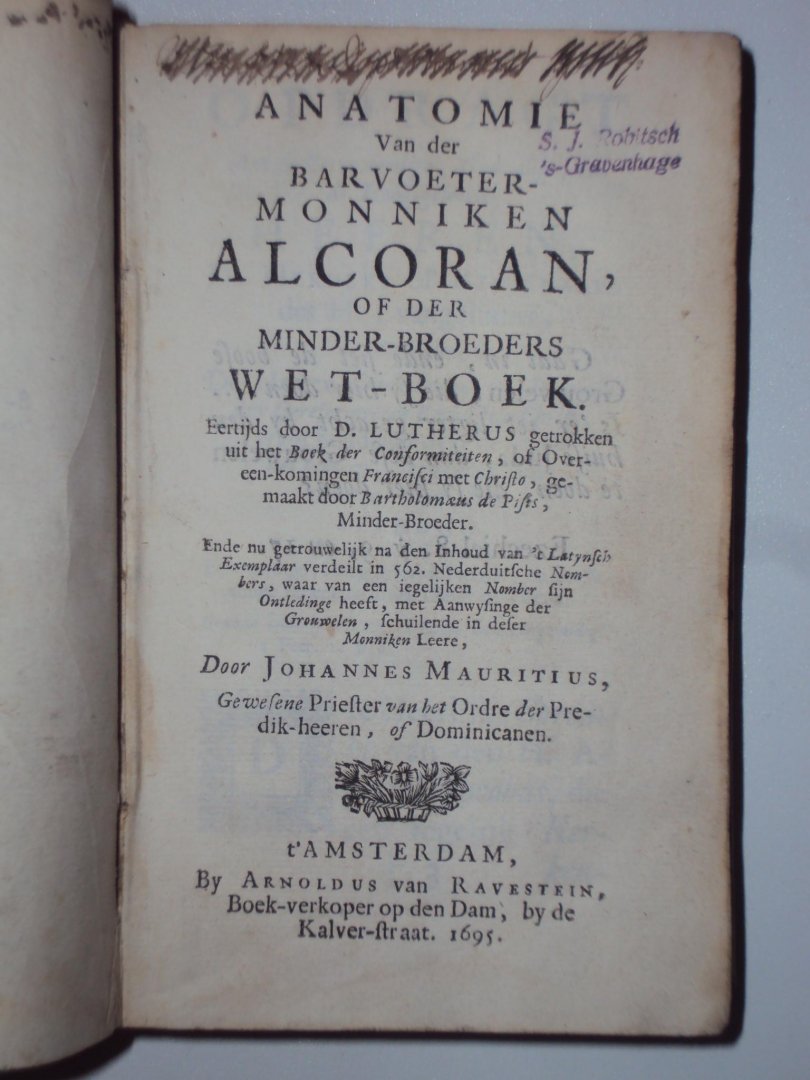 ANATOMIE
Van der
S. J. Robitsch
's-Gravenhage
BARVOETER-
MONNIKEN
ALCORAN,
OF DER
MINDER-BROEDERS
WET-BOEK.
Eertijds door D. LUTHERUS getrokken
uit het Boek der Conformiteiten, of Over-
een-komingen Franciſci met Chriſto, ge-
maakt door Bartholomæus de Piſis,
Minder-Broeder.
Ende nu getrouwelijk na den Inhoud van 't Latynſch
Exemplaar verdeilt in 562. Nederduitſche Nom-
bers, waar van een iegelijken Nomber ſijn
Ontledinge heeft, met Aanwyſinge der
Grouwelen, ſchuilende in deſer
Monniken Leere,
Door JOHANNES MAURITIUS,
Geweſene Prieſter van het Ordre der Pre-
dik-heeren, of Dominicanen.
t'AMSTERDAM,
By ARNOLDUS van RAVESTEIN,
Boek-verkoper op den Dam, by de
Kalver-ſtraat. 1695.